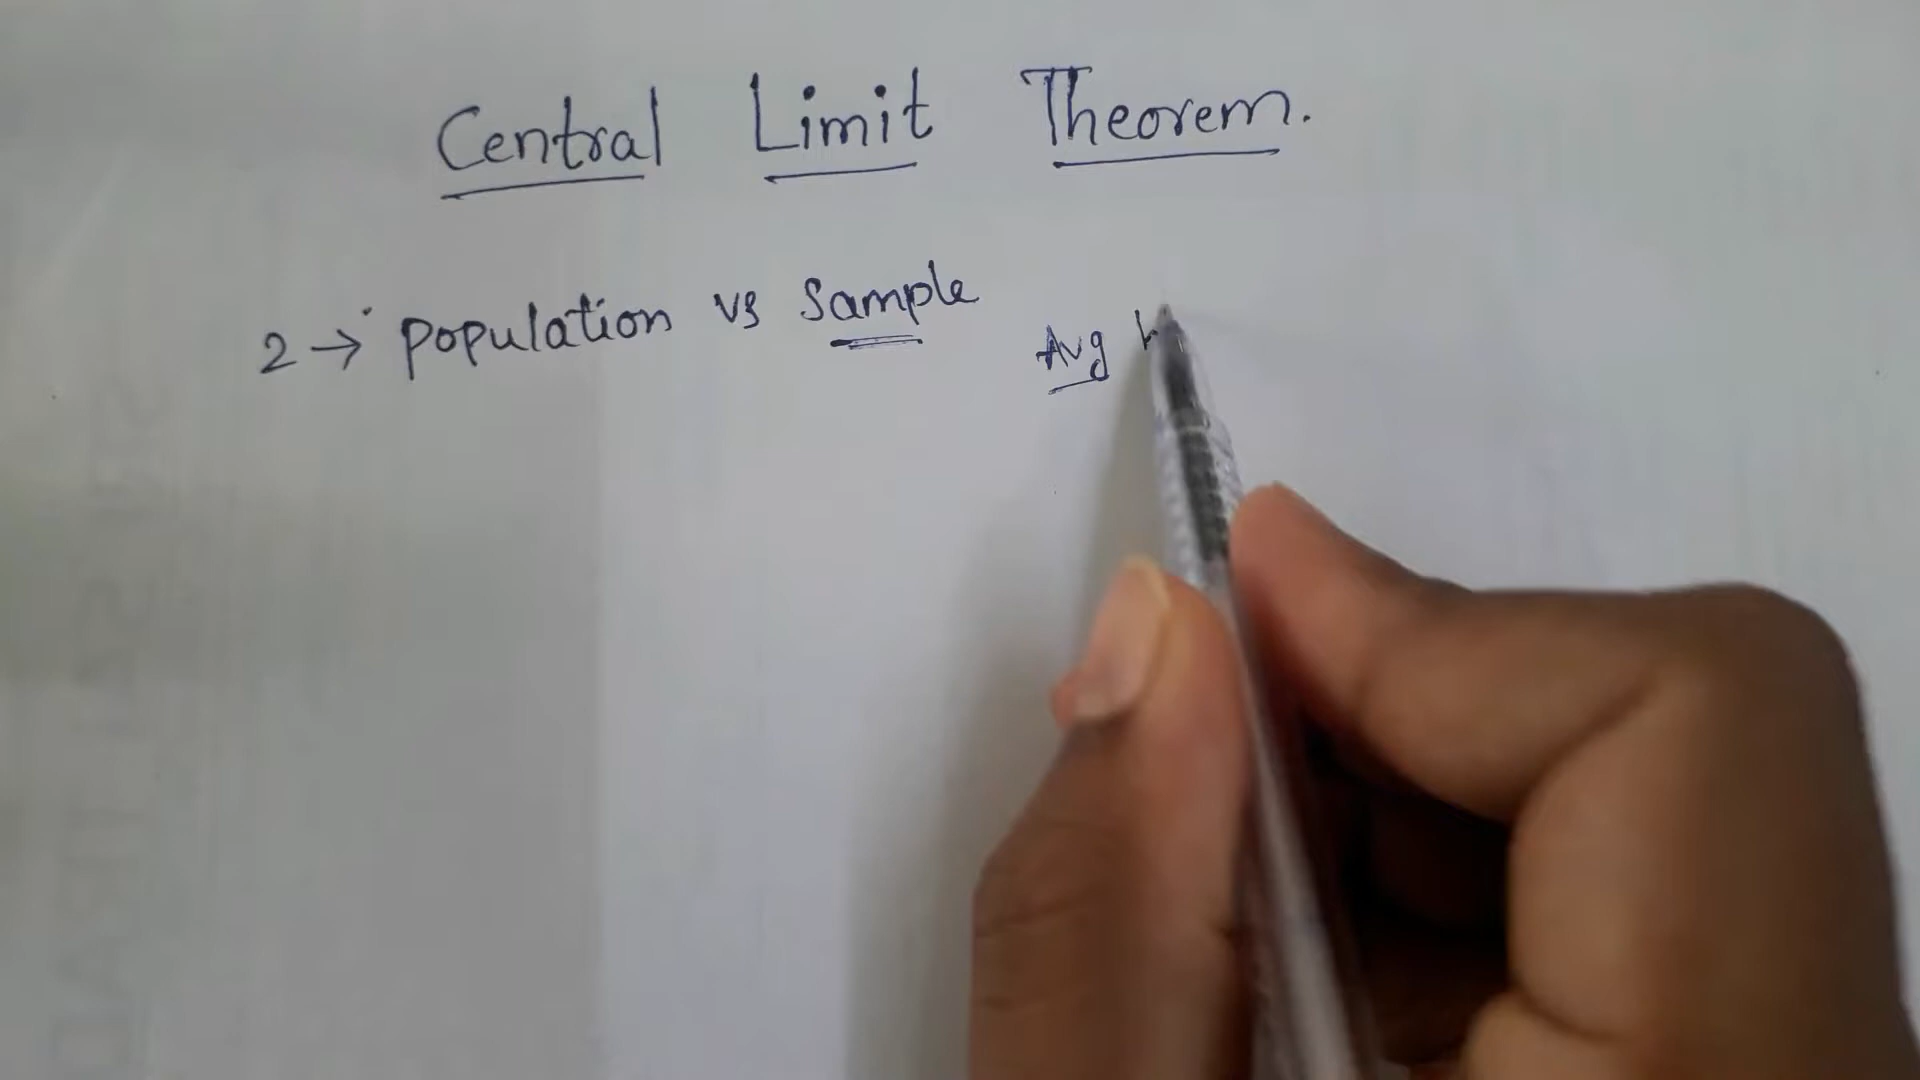 Central Limit Theorem.
2 → population vs Sample
Avg